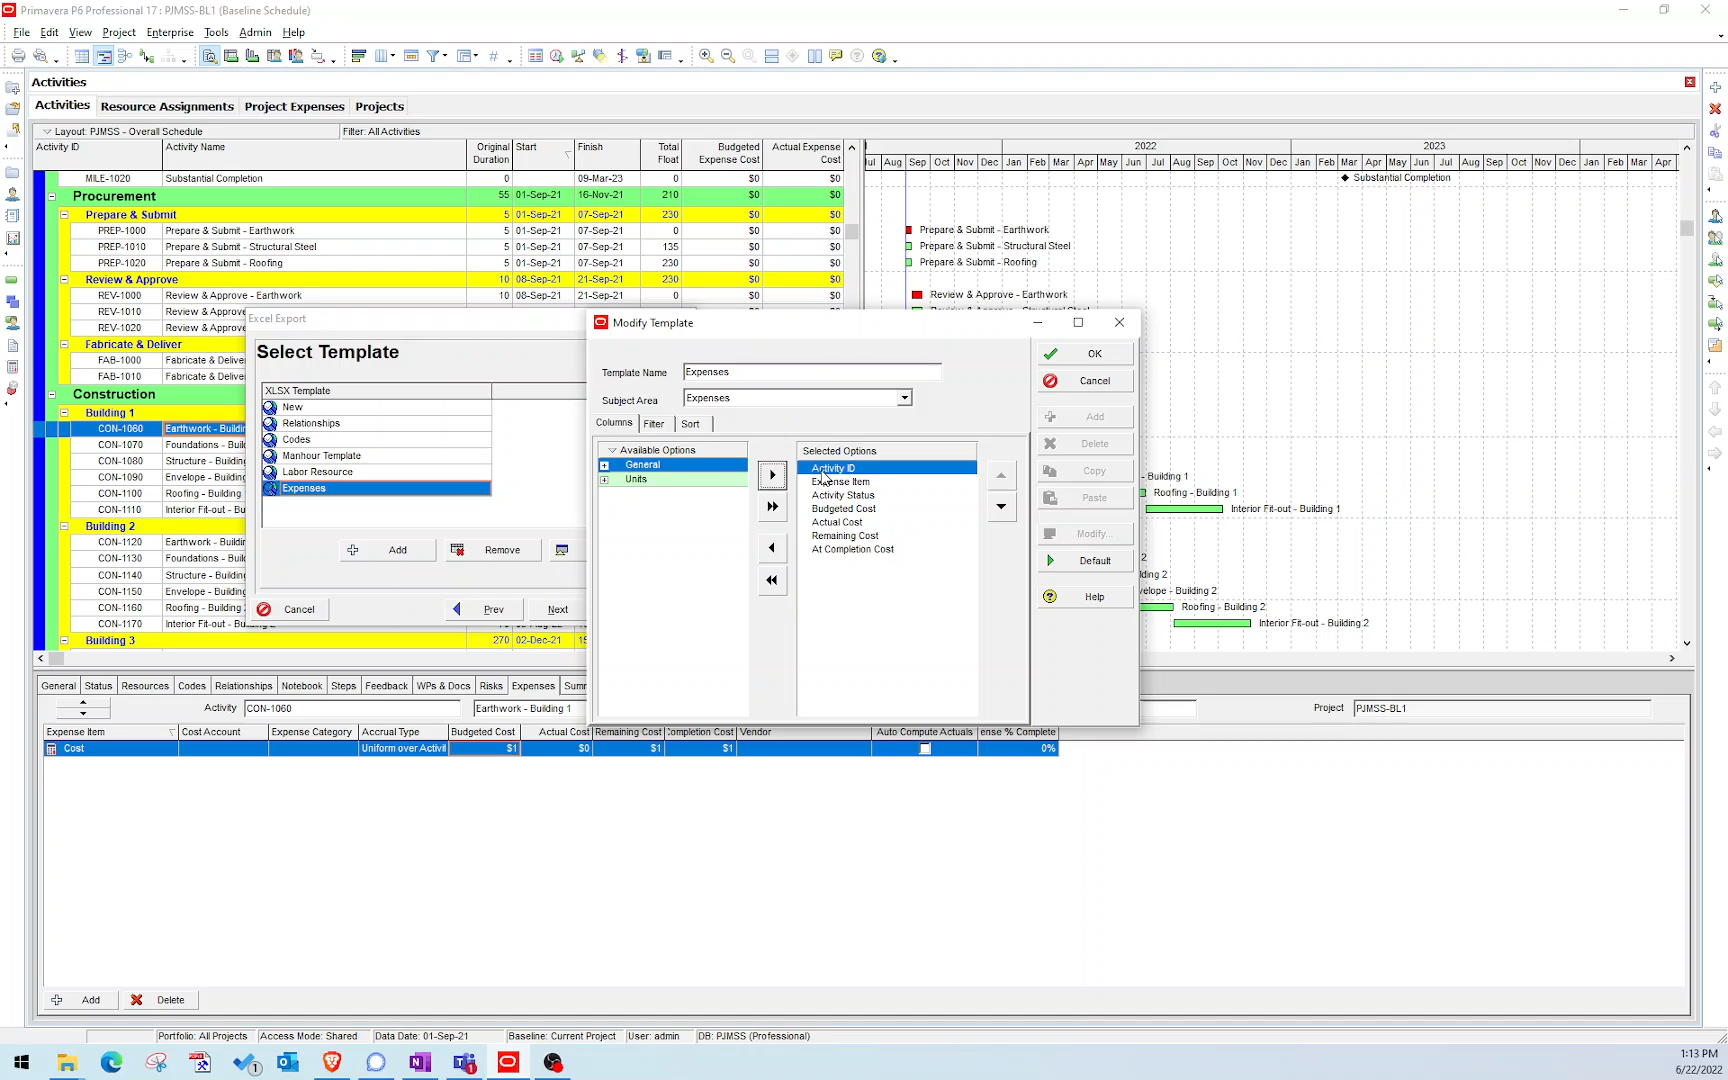 Primavera P6 Professional 17 : PJMSS-BL1 (Baseline Schedule)
File Edit View Project Enterprise Tools Admin Help
Activities
Activities Resource Assignments Project Expenses Projects
Layout: PJMSS - Overall Schedule Filter: All Activities
Activity ID Activity Name Original Duration Start Finish Total Float Budgeted Expense Cost Actual Expense Cost
2022 2023
Aug Sep Oct Nov Dec Jan Feb Mar Apr May Jun Jul Aug Sep Oct Nov Dec Jan Feb Mar Apr May Jun Jul Aug Sep Oct Nov Dec Jan Feb Mar Apr
MILE-1020 Substantial Completion 0 09-Mar-23 0 $0 $0 Substantial Completion
Procurement 55 01-Sep-21 16-Nov-21 210 $0 $0
Prepare & Submit 5 01-Sep-21 07-Sep-21 230 $0 $0
PREP-1000 Prepare & Submit - Earthwork 5 01-Sep-21 07-Sep-21 0 $0 $0 Prepare & Submit - Earthwork
PREP-1010 Prepare & Submit - Structural Steel 5 01-Sep-21 07-Sep-21 135 $0 $0 Prepare & Submit - Structural Steel
PREP-1020 Prepare & Submit - Roofing 5 01-Sep-21 07-Sep-21 230 $0 $0 Prepare & Submit - Roofing
Review & Approve 10 08-Sep-21 21-Sep-21 230 $0 $0
REV-1000 Review & Approve - Earthwork 10 08-Sep-21 21-Sep-21 0 $0 $0 Review & Approve - Earthwork
REV-1010 Review & Approve
REV-1020 Review & Approve
Fabricate & Deliver
FAB-1000 Fabricate & Deliver
FAB-1010 Fabricate & Deliver
Construction
Building 1
CON-1060 Earthwork - Buildin
CON-1070 Foundations - Buil
CON-1080 Structure - Building
CON-1090 Envelope - Building
CON-1100 Roofing - Building
CON-1110 Interior Fit-out - Bu
Building 2
CON-1120 Earthwork - Buildin
CON-1130 Foundations - Buil
CON-1140 Structure - Building
CON-1150 Envelope - Building
CON-1160 Roofing - Building
CON-1170 Interior Fit-out - Bu
Building 3 270 02-Dec-21
- Building 1
Roofing - Building 1
Interior Fit-out - Building 1
2
ding 2
velope - Building 2
Roofing - Building 2
Interior Fit-out - Building 2
Excel Export
Select Template
XLSX Template
New
Relationships
Codes
Manhour Template
Labor Resource
Expenses
Add Remove
Cancel Prev Next
Modify Template
Template Name Expenses
Subject Area Expenses
Columns Filter Sort
Available Options
General
Units
Selected Options
Activity ID
Expense Item
Activity Status
Budgeted Cost
Actual Cost
Remaining Cost
At Completion Cost
OK
Cancel
Add
Delete
Copy
Paste
Modify...
Default
Help
General Status Resources Codes Relationships Notebook Steps Feedback WPs & Docs Risks Expenses Sum
Activity CON-1060 Earthwork - Building 1 Project PJMSS-BL1
Expense Item Cost Account Expense Category Accrual Type Budgeted Cost Actual Cost Remaining Cost ompletion Cost Vendor Auto Compute Actuals ense % Complete
Cost Uniform over Activit $1 $0 $1 $1 0%
Add Delete
Portfolio: All Projects Access Mode: Shared Data Date: 01-Sep-21 Baseline: Current Project User: admin DB: PJMSS (Professional)
1:13 PM
6/22/2022